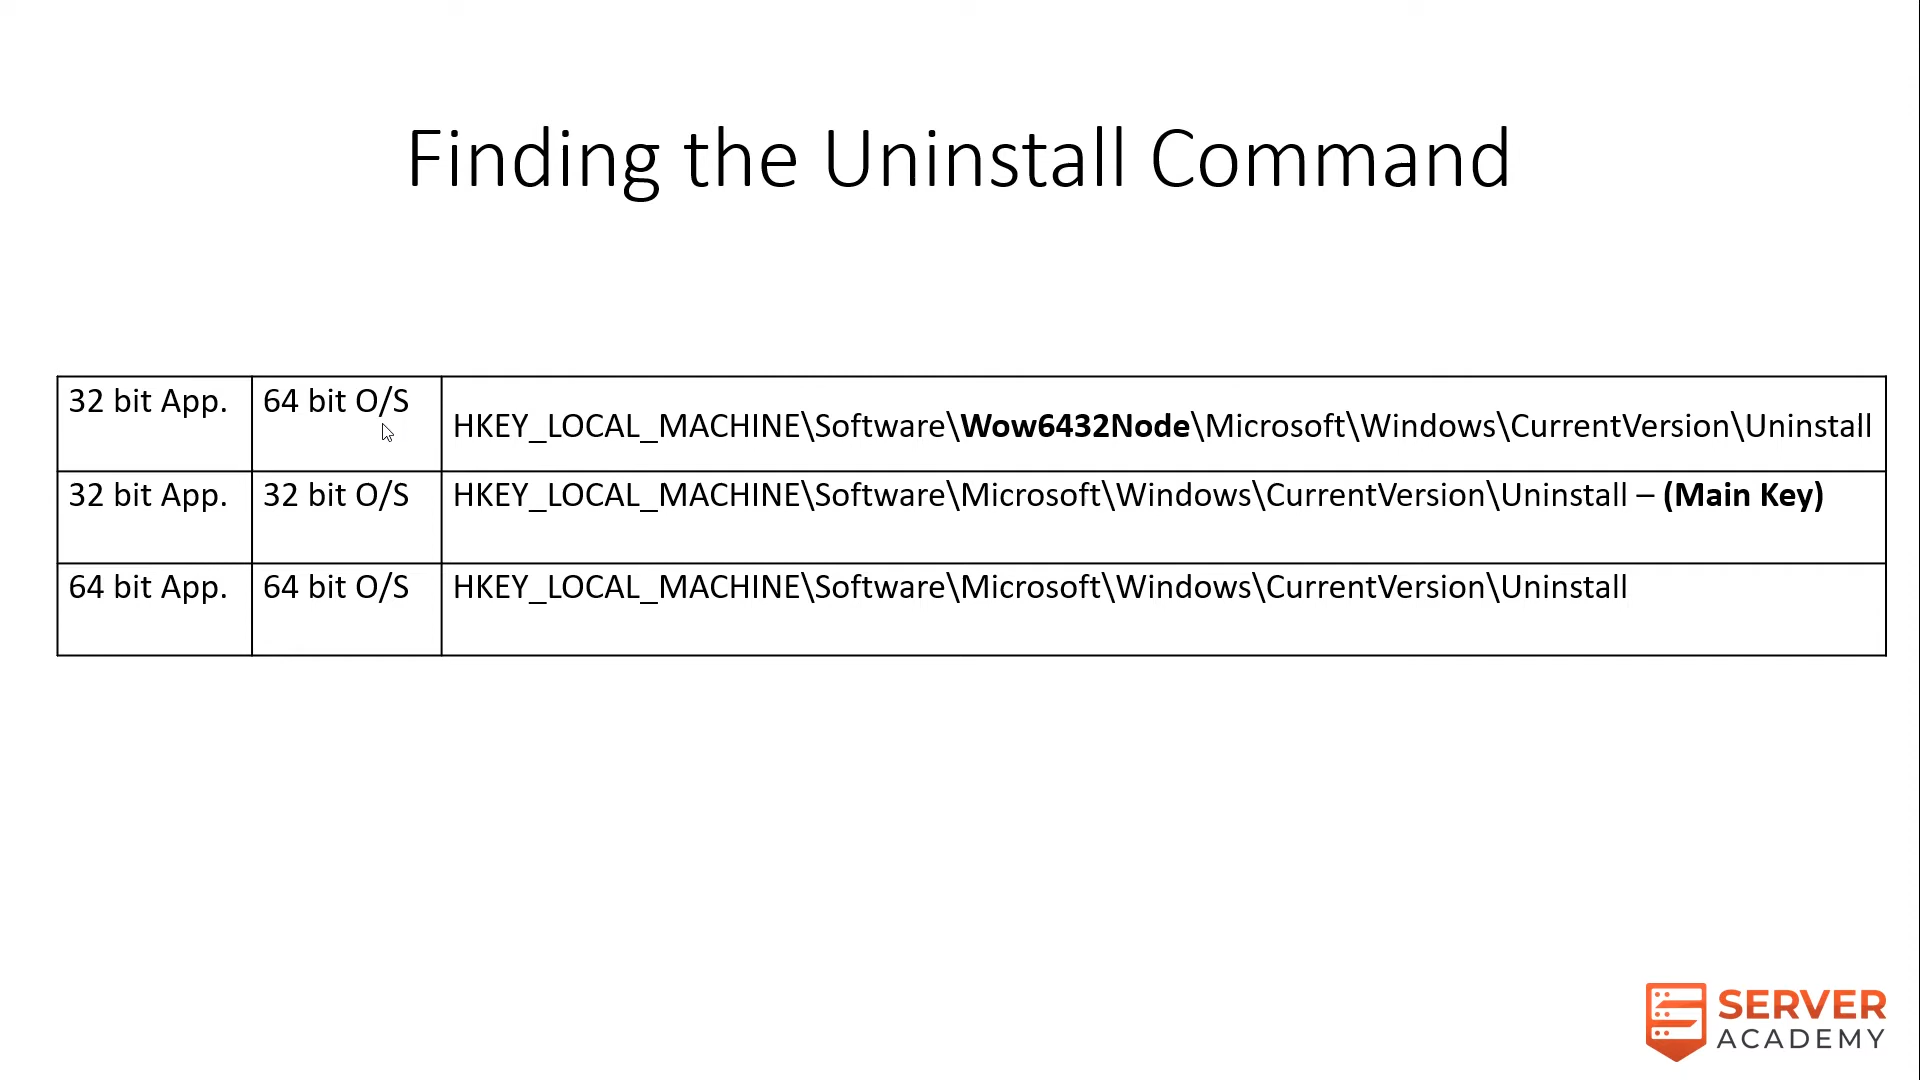 Finding the Uninstall Command
32 bit App. 64 bit O/S HKEY_LOCAL_MACHINE\Software\Wow6432Node\Microsoft\Windows\CurrentVersion\Uninstall
32 bit App. 32 bit O/S HKEY_LOCAL_MACHINE\Software\Microsoft\Windows\CurrentVersion\Uninstall – (Main Key)
64 bit App. 64 bit O/S HKEY_LOCAL_MACHINE\Software\Microsoft\Windows\CurrentVersion\Uninstall
SERVER
ACADEMY